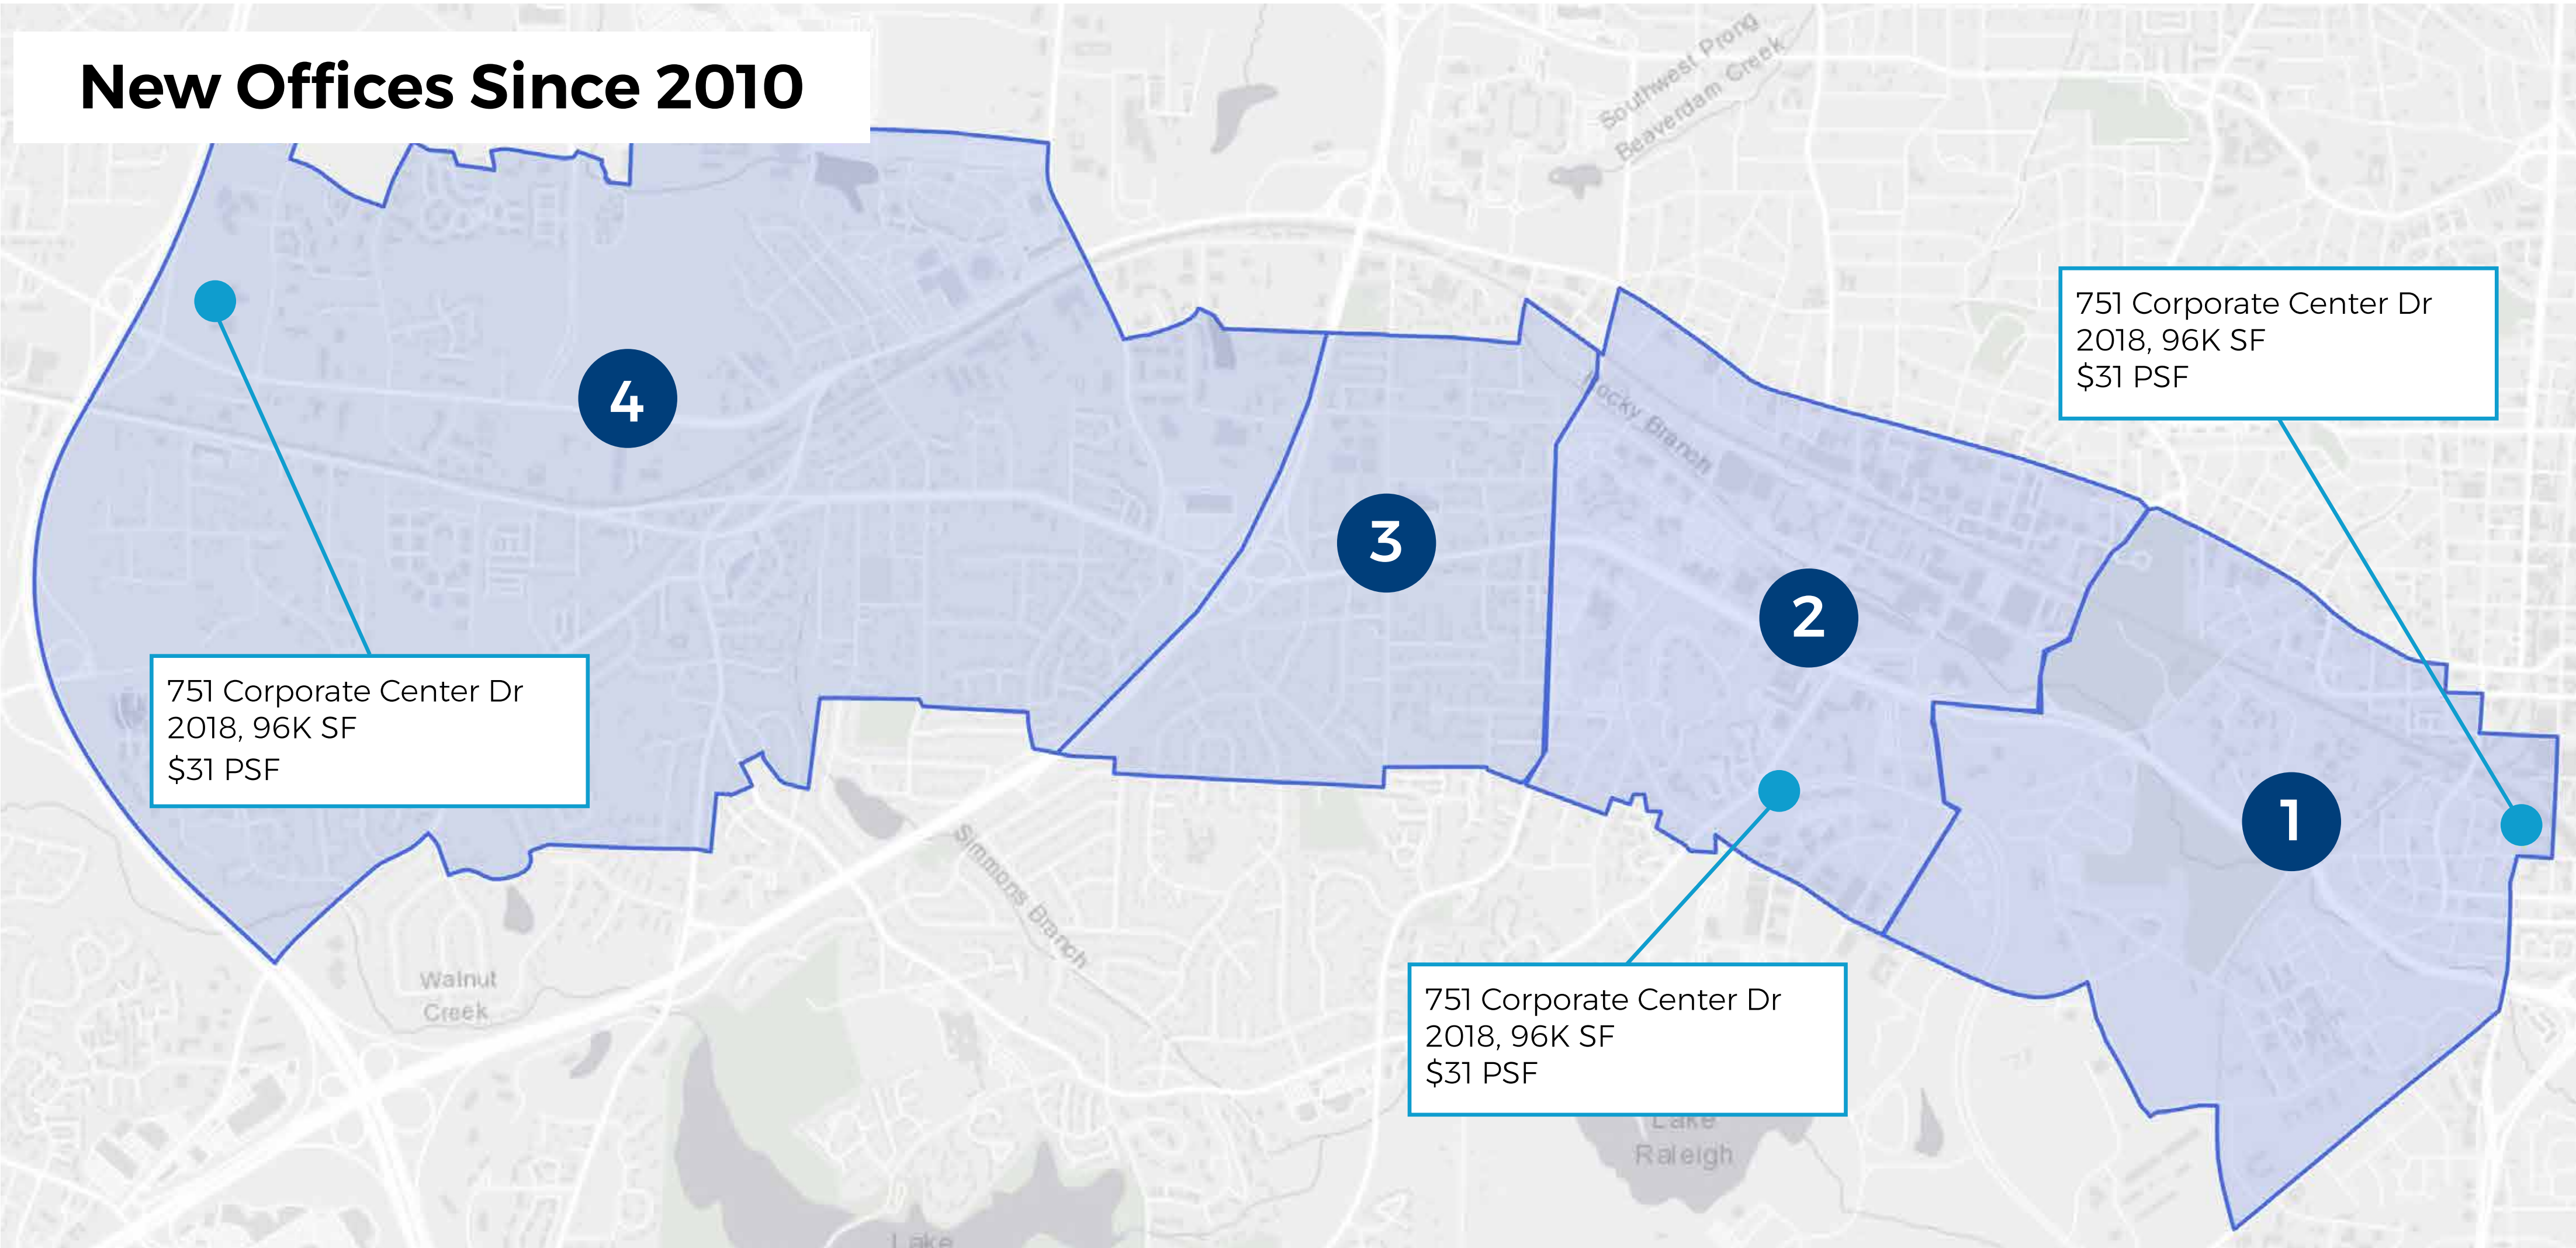 New Offices Since 2010
Southwest Prong
Beaverdam Creek
751 Corporate Center Dr
2018, 96K SF
$31 PSF
4
Rocky Branch
3
2
751 Corporate Center Dr
2018, 96K SF
$31 PSF
1
Simmons Branch
Walnut
Creek
751 Corporate Center Dr
2018, 96K SF
$31 PSF
Lake
Raleigh
Lake